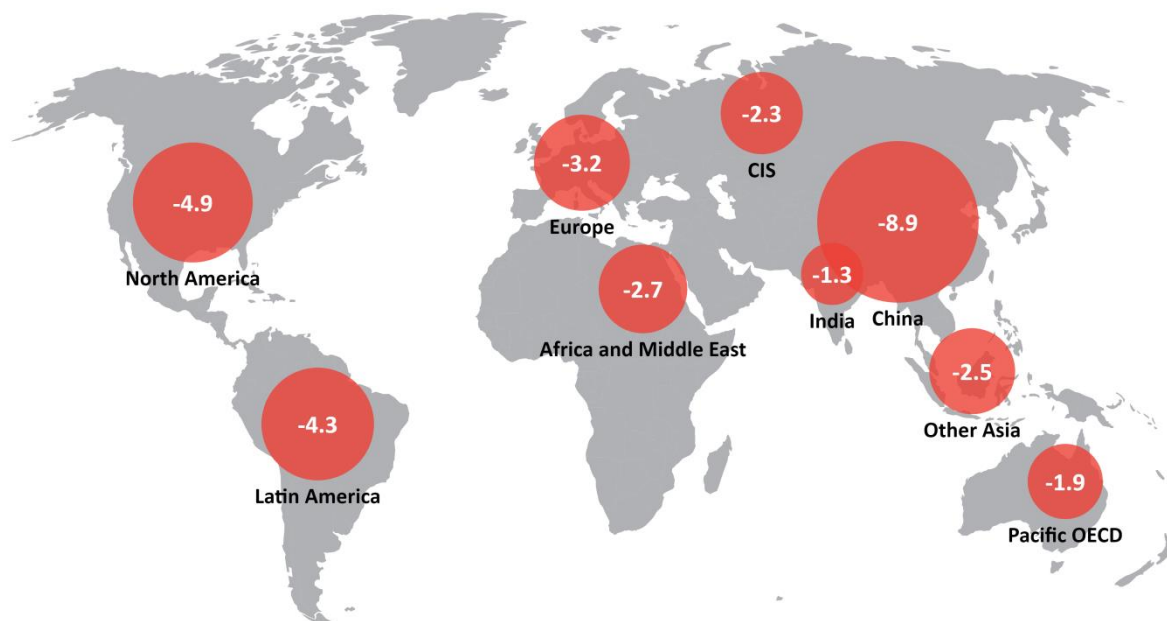 -2.3
CIS
-3.2
Europe
-4.9
North America
-8.9
China
-1.3
India
-2.7
Africa and Middle East
-2.5
Other Asia
-4.3
Latin America
-1.9
Pacific OECD